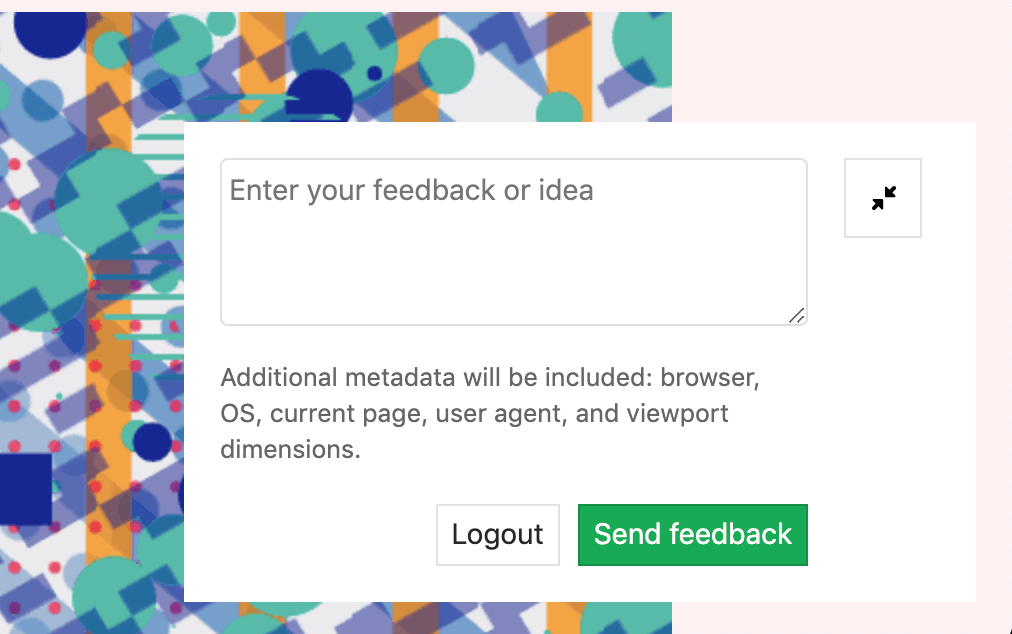 Enter your feedback or idea
Additional metadata will be included: browser,
OS, current page, user agent, and viewport
dimensions.
Logout
Send feedback